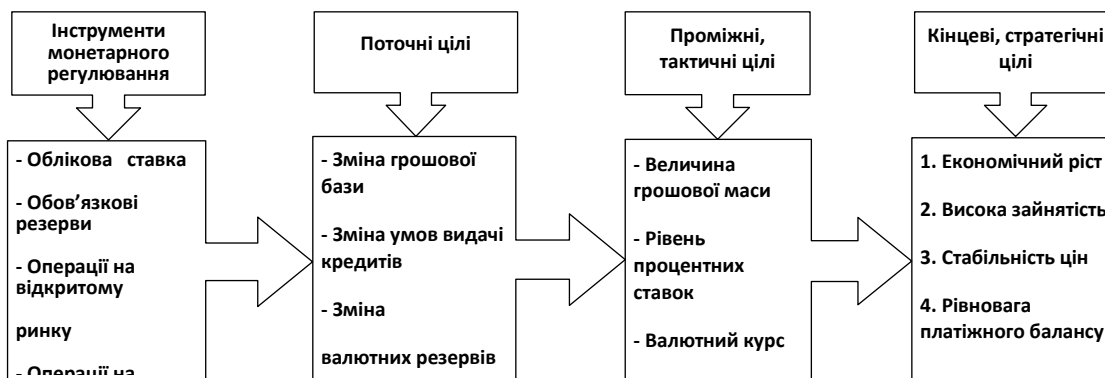 Інструменти
монетарного
регулювання
Поточні цілі
Проміжні,
тактичні цілі
Кінцеві, стратегічні
цілі
- Облікова ставка
- Обов’язкові
резерви
- Операції на
відкритому
ринку
- Операції на
- Зміна грошової
бази
- Зміна умов видачі
кредитів
- Зміна
валютних резервів
- Величина
грошової маси
- Рівень
процентних
ставок
- Валютний курс
1. Економічний ріст
2. Висока зайнятість
3. Стабільність цін
4. Рівновага
платіжного балансу